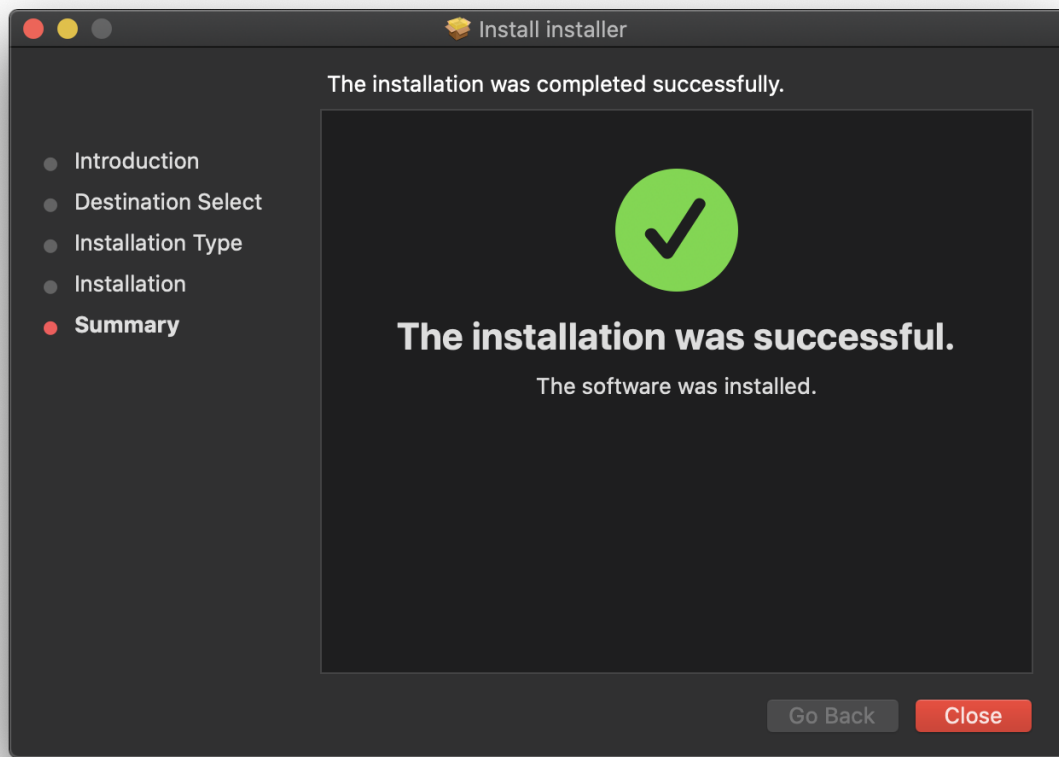 Install installer
The installation was completed successfully.
Introduction
Destination Select
Installation Type
Installation
Summary
The installation was successful.
The software was installed.
Go Back
Close